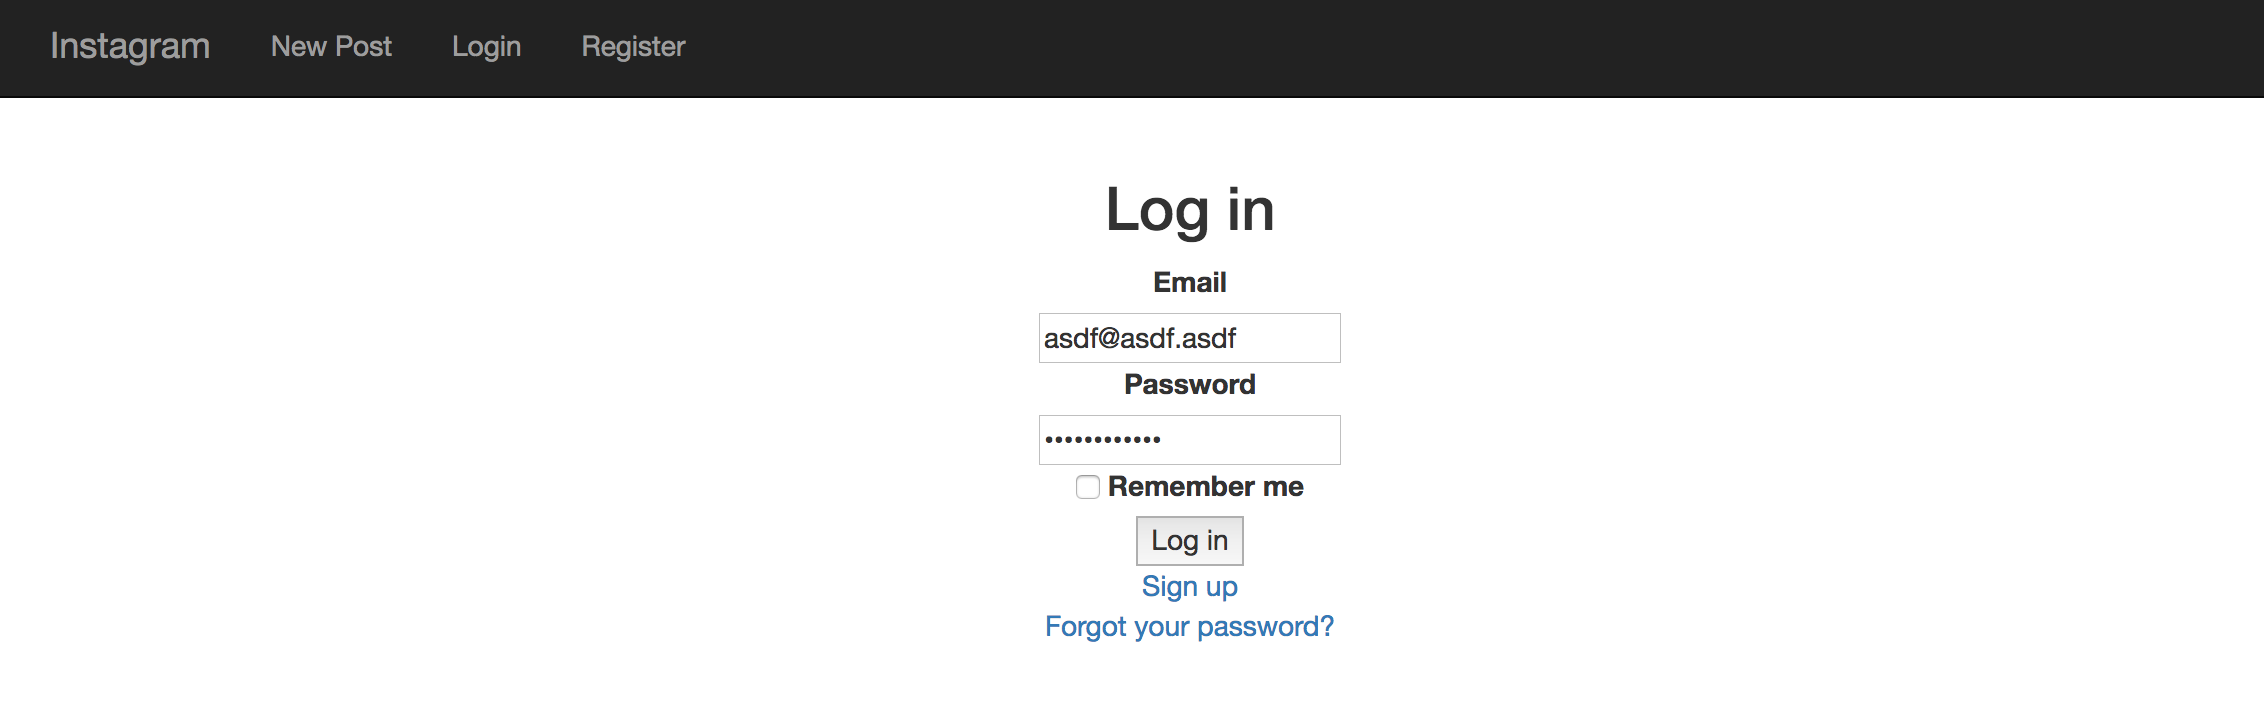 Instagram New Post Login Register
Log in
Email
asdf@asdf.asdf
Password
••••••••••••
Remember me
Log in
Sign up
Forgot your password?